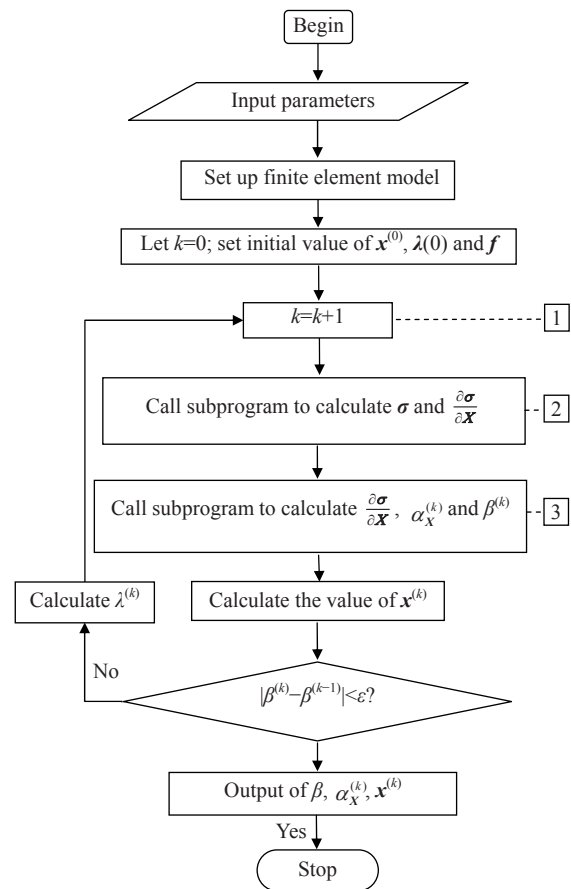 Begin
Input parameters
Set up finite element model
Let k=0; set initial value of x⁽⁰⁾, λ(0) and f
k=k+1
1
Call subprogram to calculate σ and ∂σ/∂X
2
Call subprogram to calculate ∂σ/∂X, α_X⁽ᵏ⁾ and β⁽ᵏ⁾
3
Calculate λ⁽ᵏ⁾
Calculate the value of x⁽ᵏ⁾
No
|β⁽ᵏ⁾−β⁽ᵏ⁻¹⁾|<ε?
Output of β, α_X⁽ᵏ⁾, x⁽ᵏ⁾
Yes
Stop